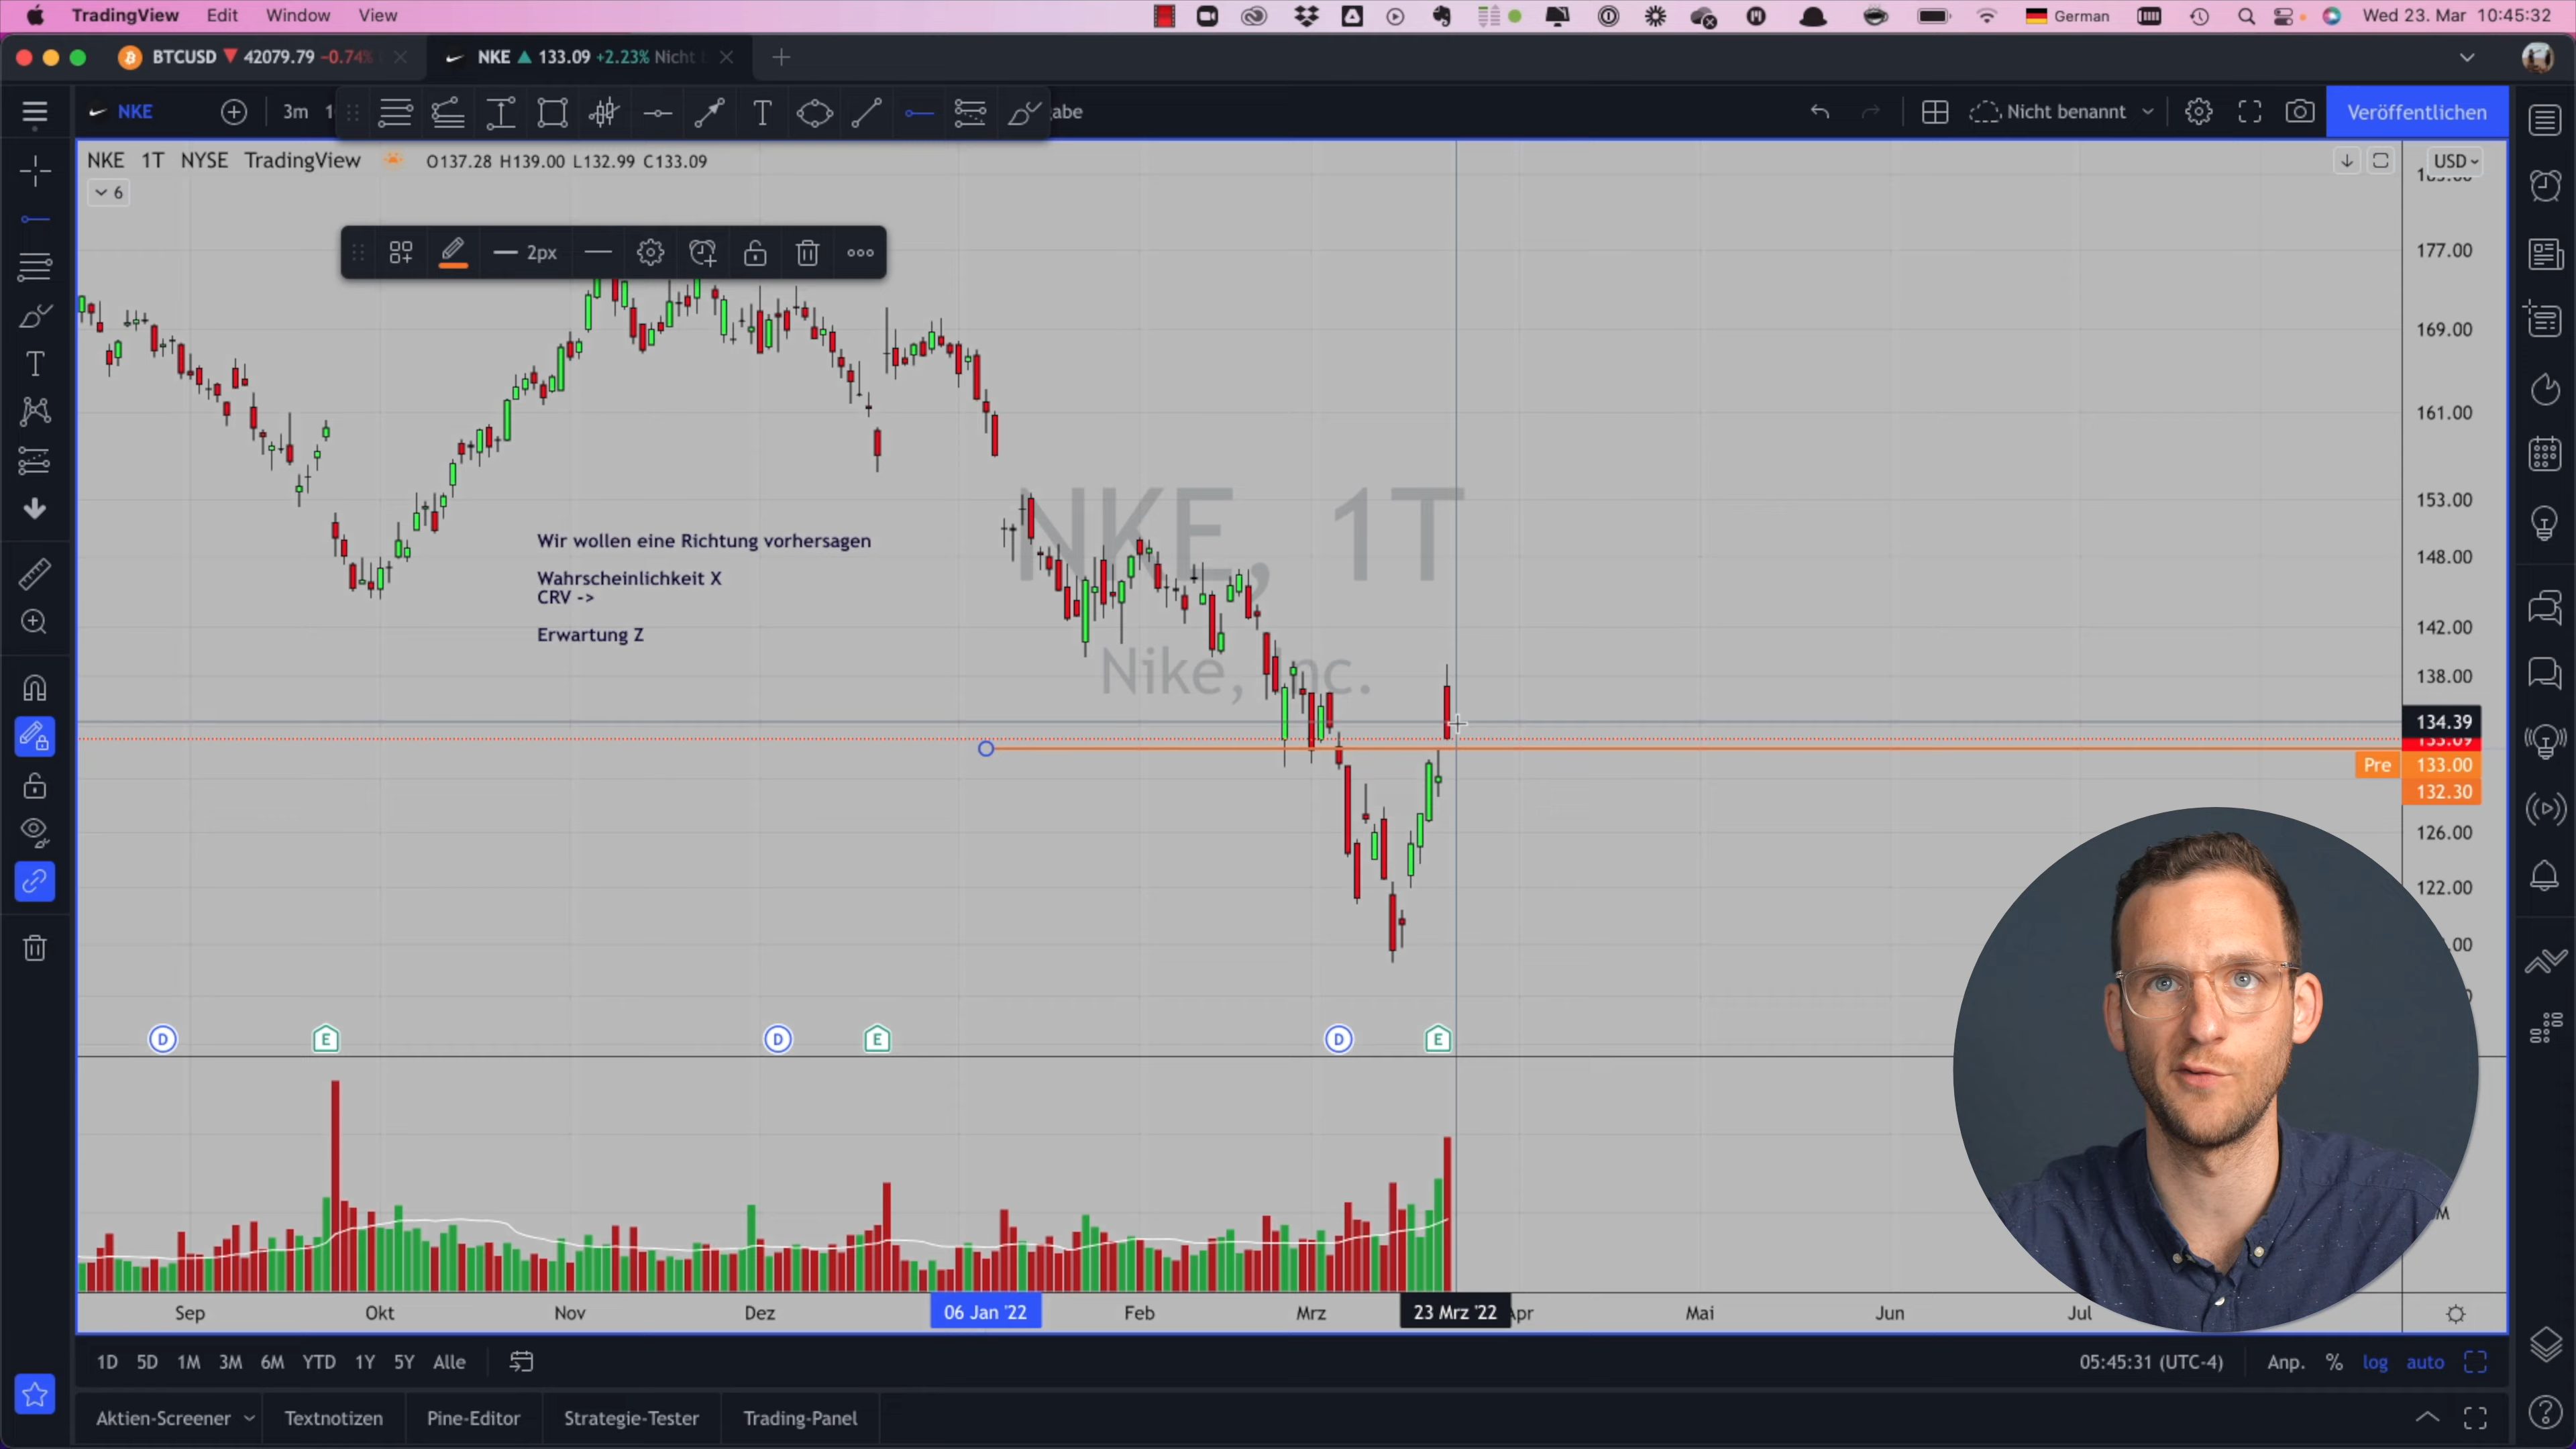 TradingView Edit Window View German Wed 23. Mar 10:45:32
BTCUSD 42079.79 -0.74% NKE 133.09 +2.23% Nicht
NKE 3m 1 T abe Nicht benannt Veröffentlichen
NKE 1T NYSE TradingView O137.28 H139.00 L132.99 C133.09 USD
6
2px
177.00
169.00
161.00
153.00
148.00
142.00
138.00
134.39
133.09
Pre 133.00
132.30
126.00
122.00
.00
NKE, 1T
Nike, Inc.
Wir wollen eine Richtung vorhersagen
Wahrscheinlichkeit X
CRV ->
Erwartung Z
D E D E D E
M
Sep Okt Nov Dez 06 Jan '22 Feb Mrz 23 Mrz '22 Apr Mai Jun Jul
1D 5D 1M 3M 6M YTD 1Y 5Y Alle 05:45:31 (UTC-4) Anp. % log auto
Aktien-Screener Textnotizen Pine-Editor Strategie-Tester Trading-Panel